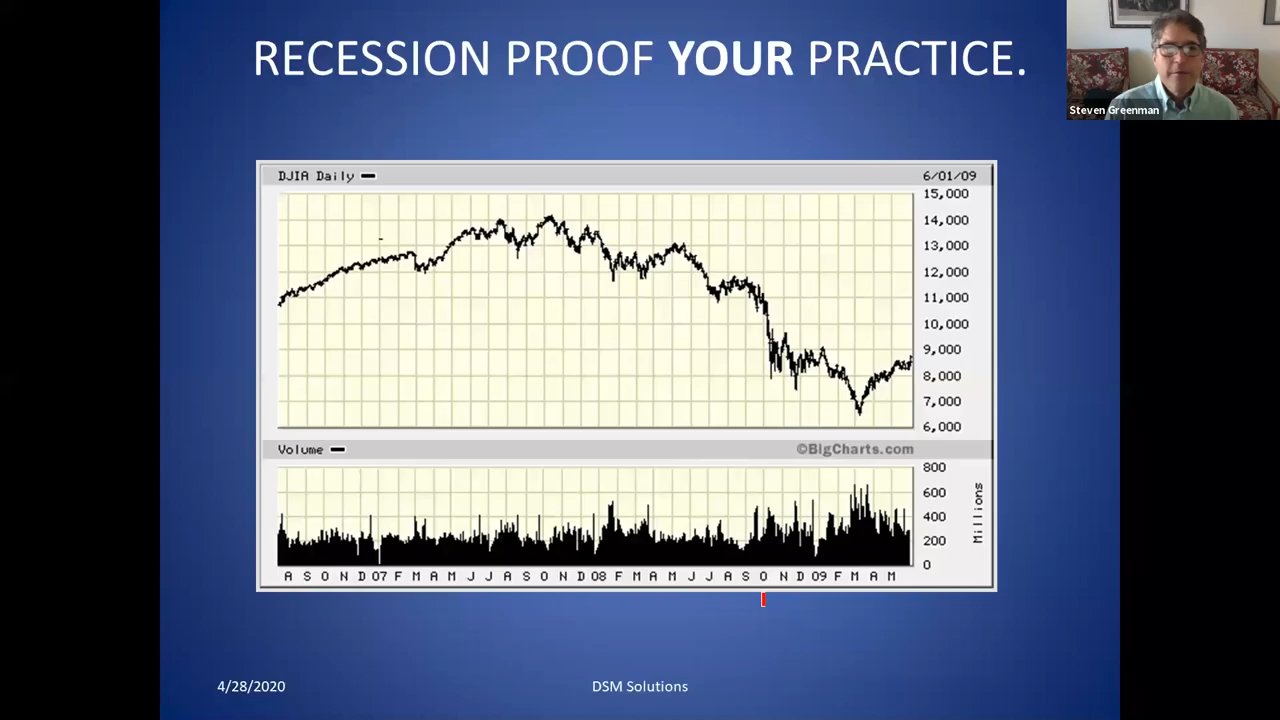 RECESSION PROOF YOUR PRACTICE.
Steven Greenman
DJIA Daily
6/01/09
15,000
14,000
13,000
12,000
11,000
10,000
9,000
8,000
7,000
6,000
Volume
©BigCharts.com
800
600
400
200
0
Millions
A S O N D 07 F M A M J J A S O N D 08 F M A M J J A S O N D 09 F M A M
4/28/2020
DSM Solutions